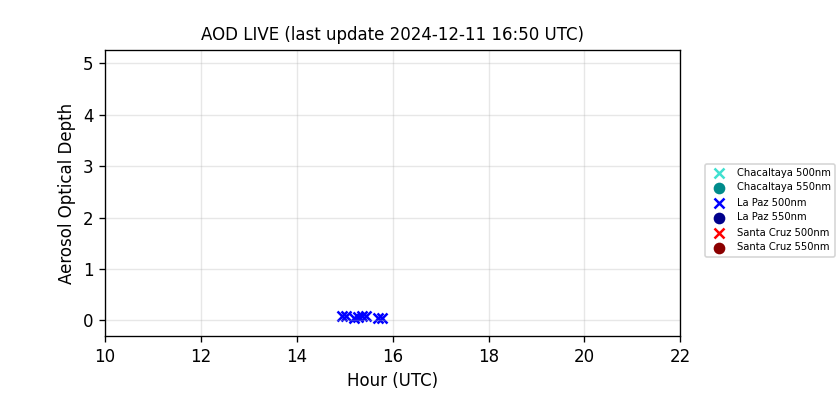 AOD LIVE (last update 2024-12-11 16:50 UTC)
5
4
3
2
1
0
Aerosol Optical Depth
10 12 14 16 18 20 22
Hour (UTC)
Chacaltaya 500nm
Chacaltaya 550nm
La Paz 500nm
La Paz 550nm
Santa Cruz 500nm
Santa Cruz 550nm